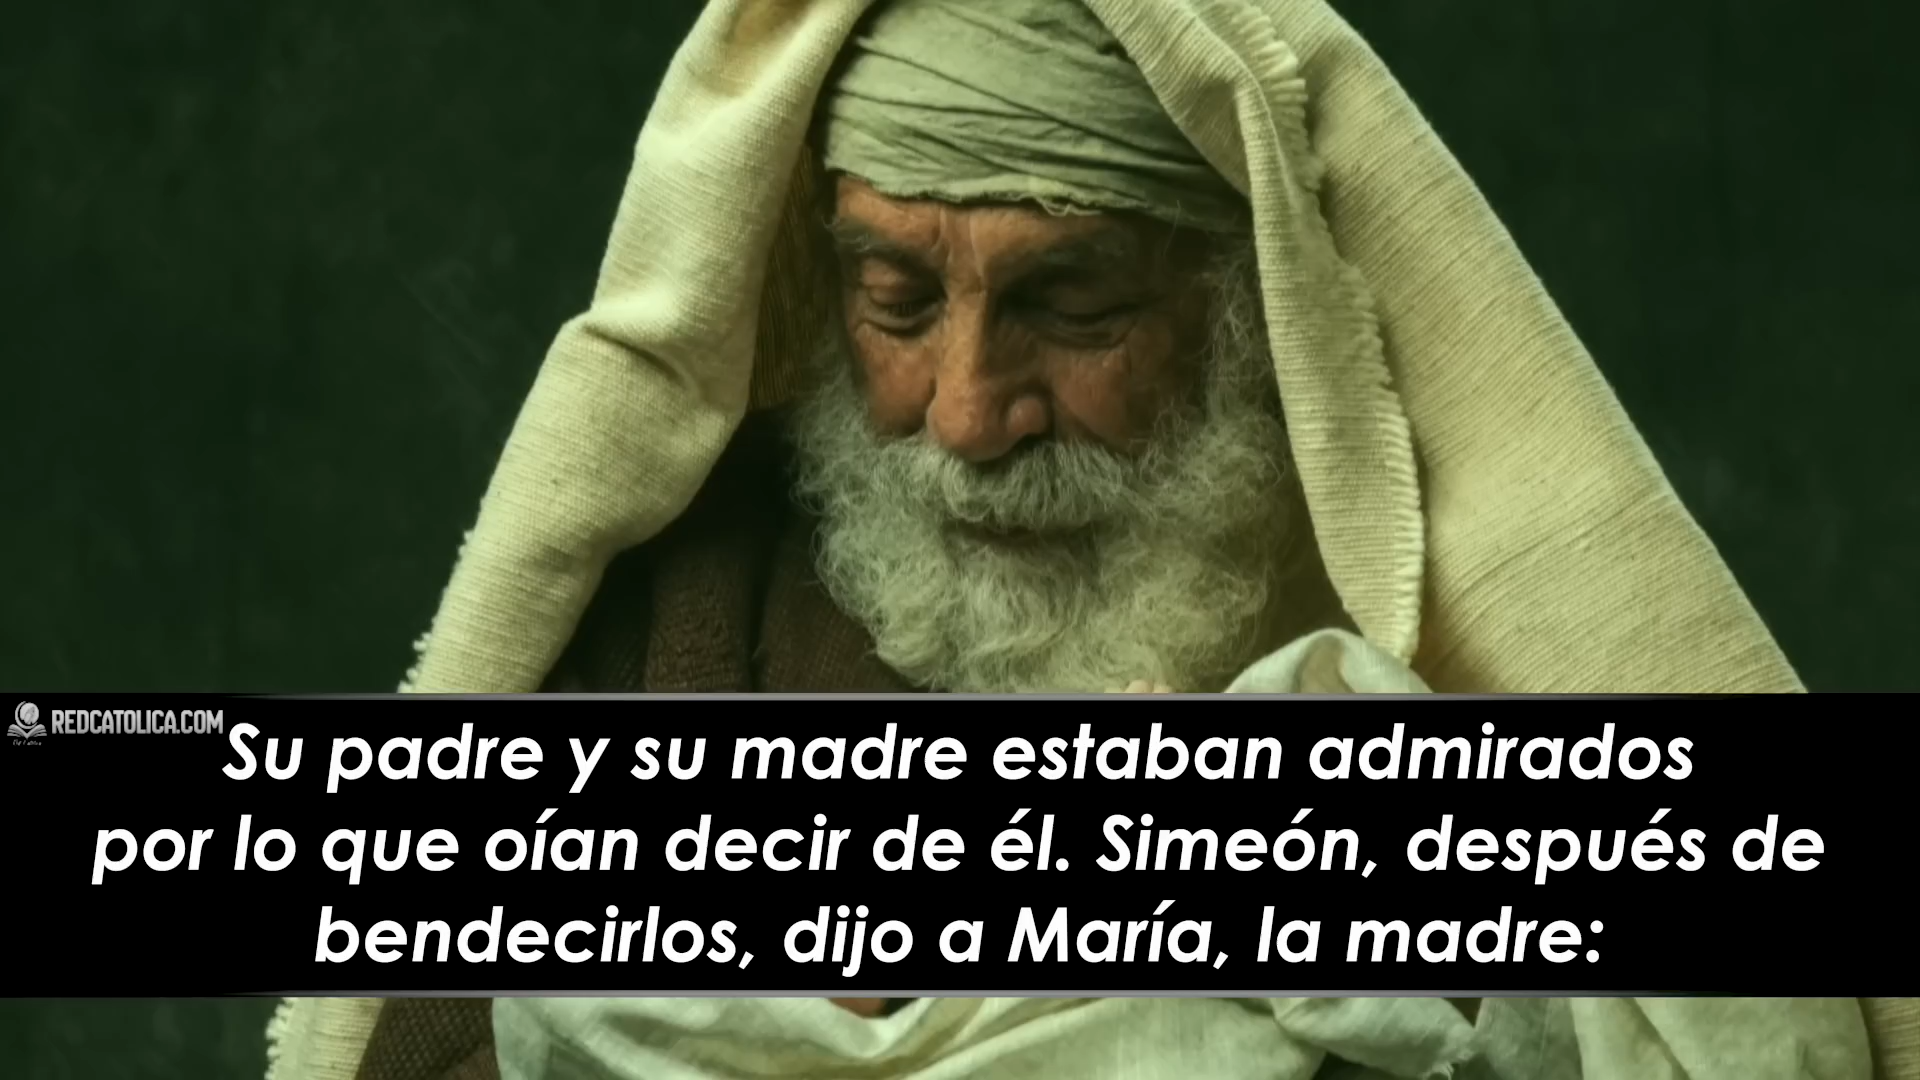 REDCATOLICA.COM
Su padre y su madre estaban admirados
por lo que oían decir de él. Simeón, después de
bendecirlos, dijo a María, la madre: